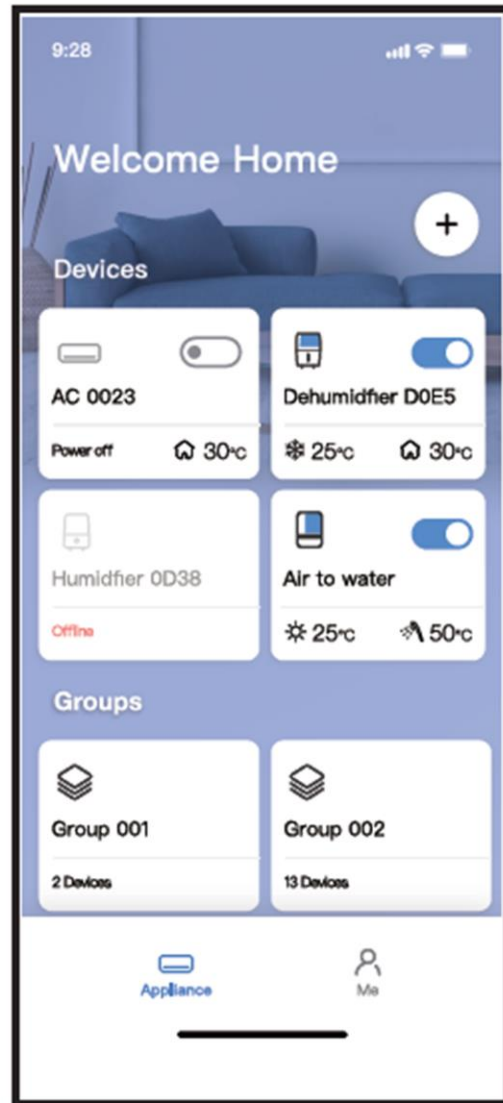 9:28
Welcome Home
+
Devices
AC 0023
Power off 30°c
Dehumidfier D0E5
25°c 30°c
Humidfier 0D38
Offline
Air to water
25°c 50°c
Groups
Group 001
2 Devices
Group 002
13 Devices
Appliance
Me